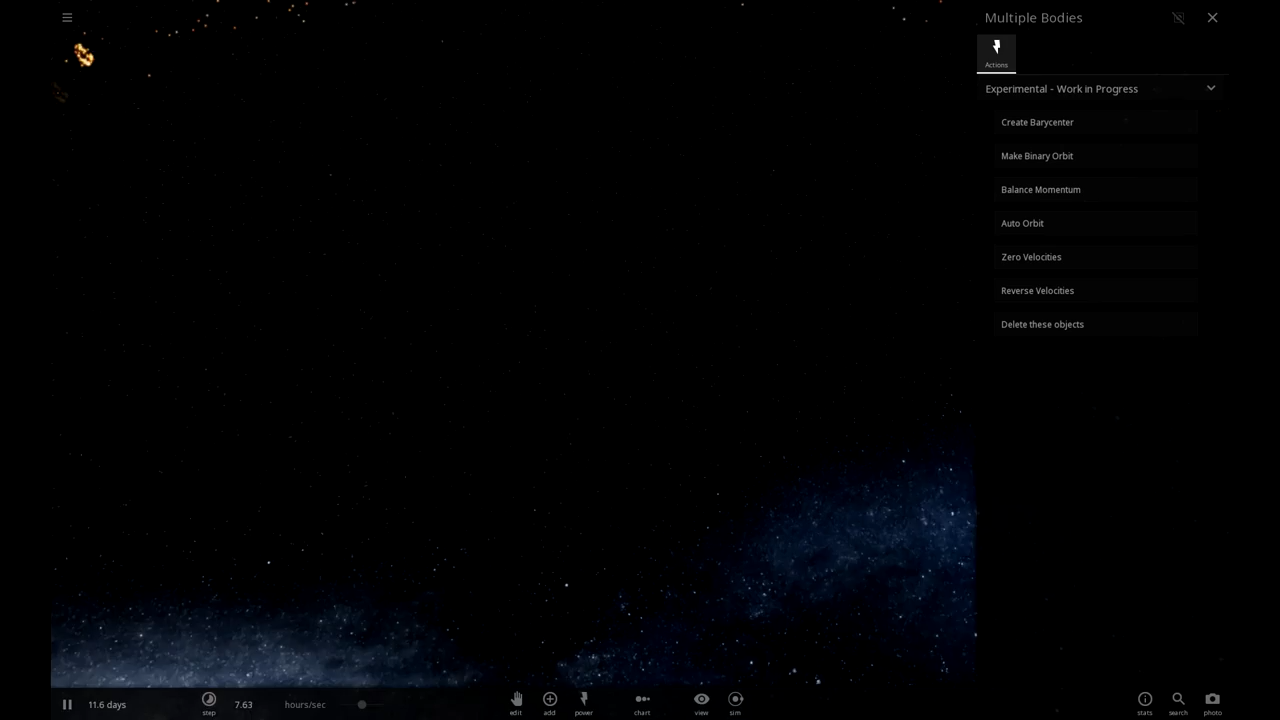 Multiple Bodies
Actions
Experimental - Work in Progress
Create Barycenter
Make Binary Orbit
Balance Momentum
Auto Orbit
Zero Velocities
Reverse Velocities
Delete these objects
11.6 days
step
7.63
hours/sec
edit
add
power
chart
view
sim
stats
search
photo